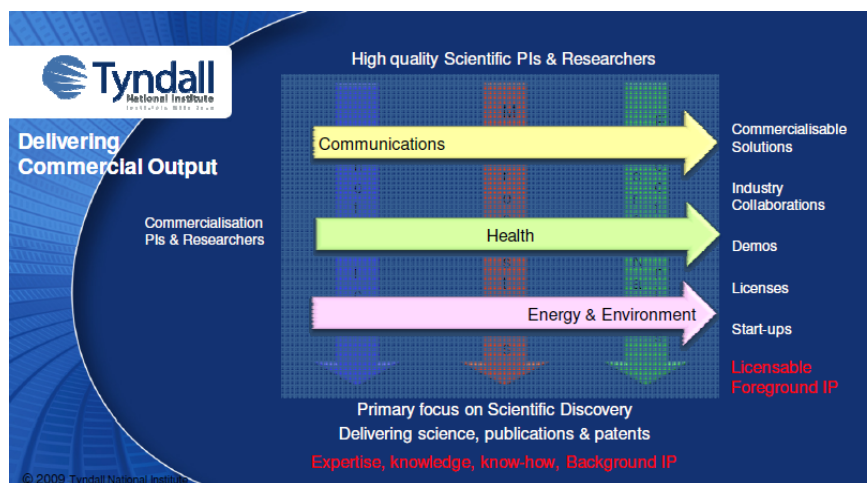 Tyndall
National Institute
High quality Scientific PIs & Researchers
Delivering
Commercial Output
Communications
Commercialisable
Solutions
Industry
Collaborations
Commercialisation
PIs & Researchers
Health
Demos
Licenses
Energy & Environment
Start-ups
Licensable
Foreground IP
Primary focus on Scientific Discovery
Delivering science, publications & patents
Expertise, knowledge, know-how, Background IP
© 2009 Tyndall National Institute